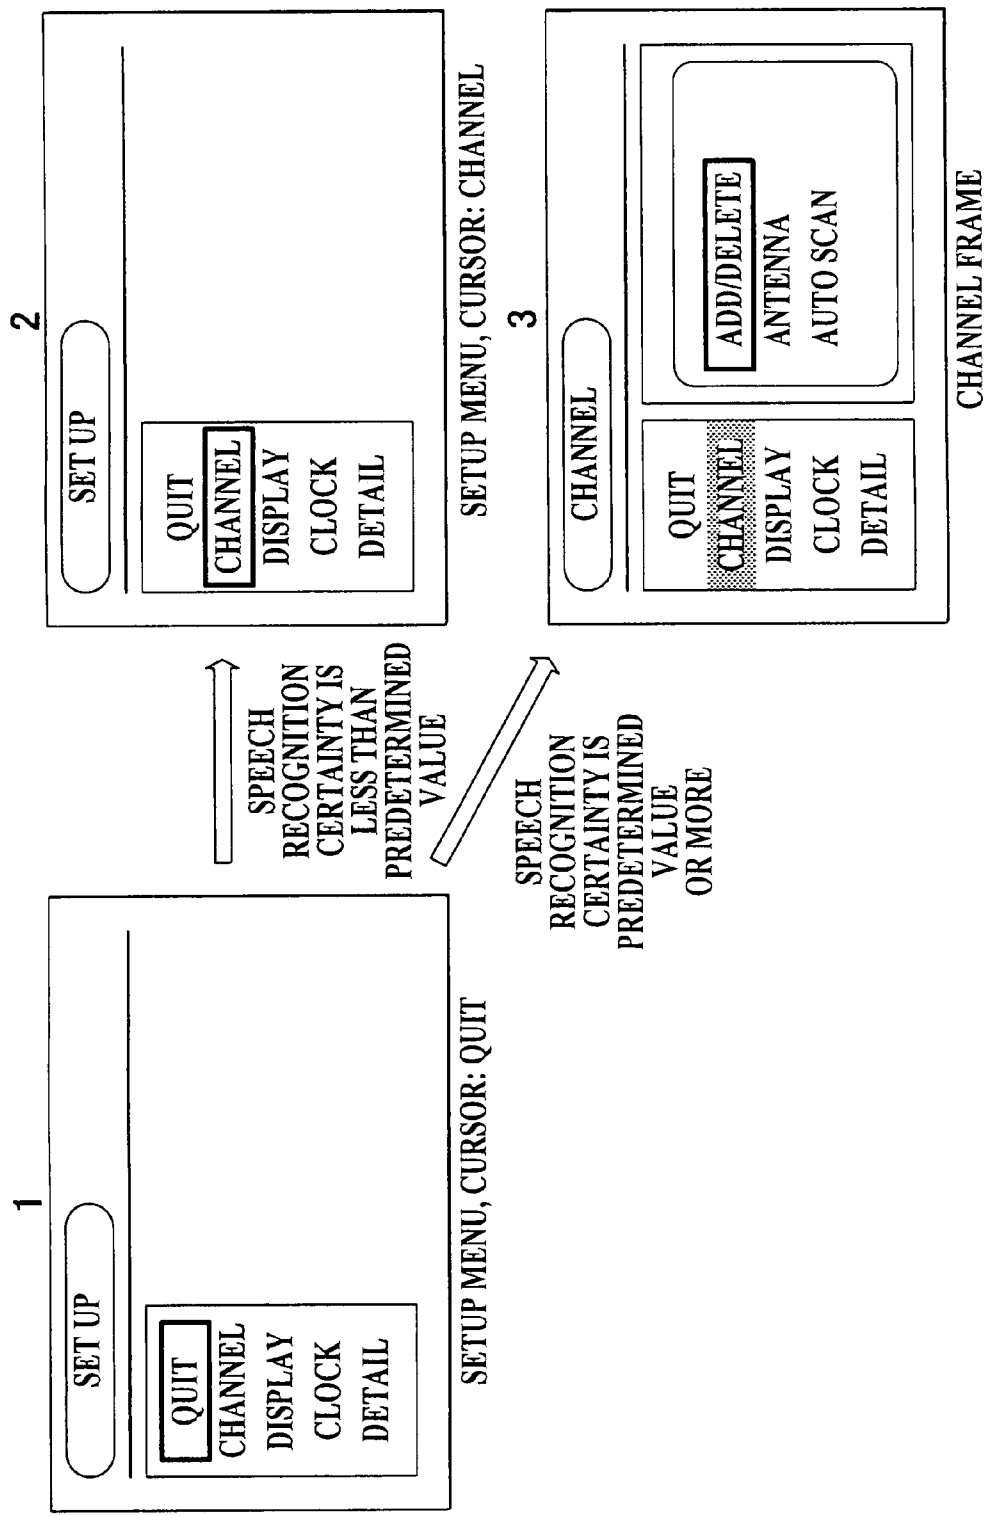 1
SET UP
QUIT
CHANNEL
DISPLAY
CLOCK
DETAIL
SETUP MENU, CURSOR: QUIT
SPEECH
RECOGNITION
CERTAINTY IS
LESS THAN
PREDETERMINED
VALUE
SPEECH
RECOGNITION
CERTAINTY IS
PREDETERMINED
VALUE
OR MORE
2
SET UP
QUIT
CHANNEL
DISPLAY
CLOCK
DETAIL
SETUP MENU, CURSOR: CHANNEL
3
CHANNEL
QUIT
CHANNEL
DISPLAY
CLOCK
DETAIL
ADD/DELETE
ANTENNA
AUTO SCAN
CHANNEL FRAME